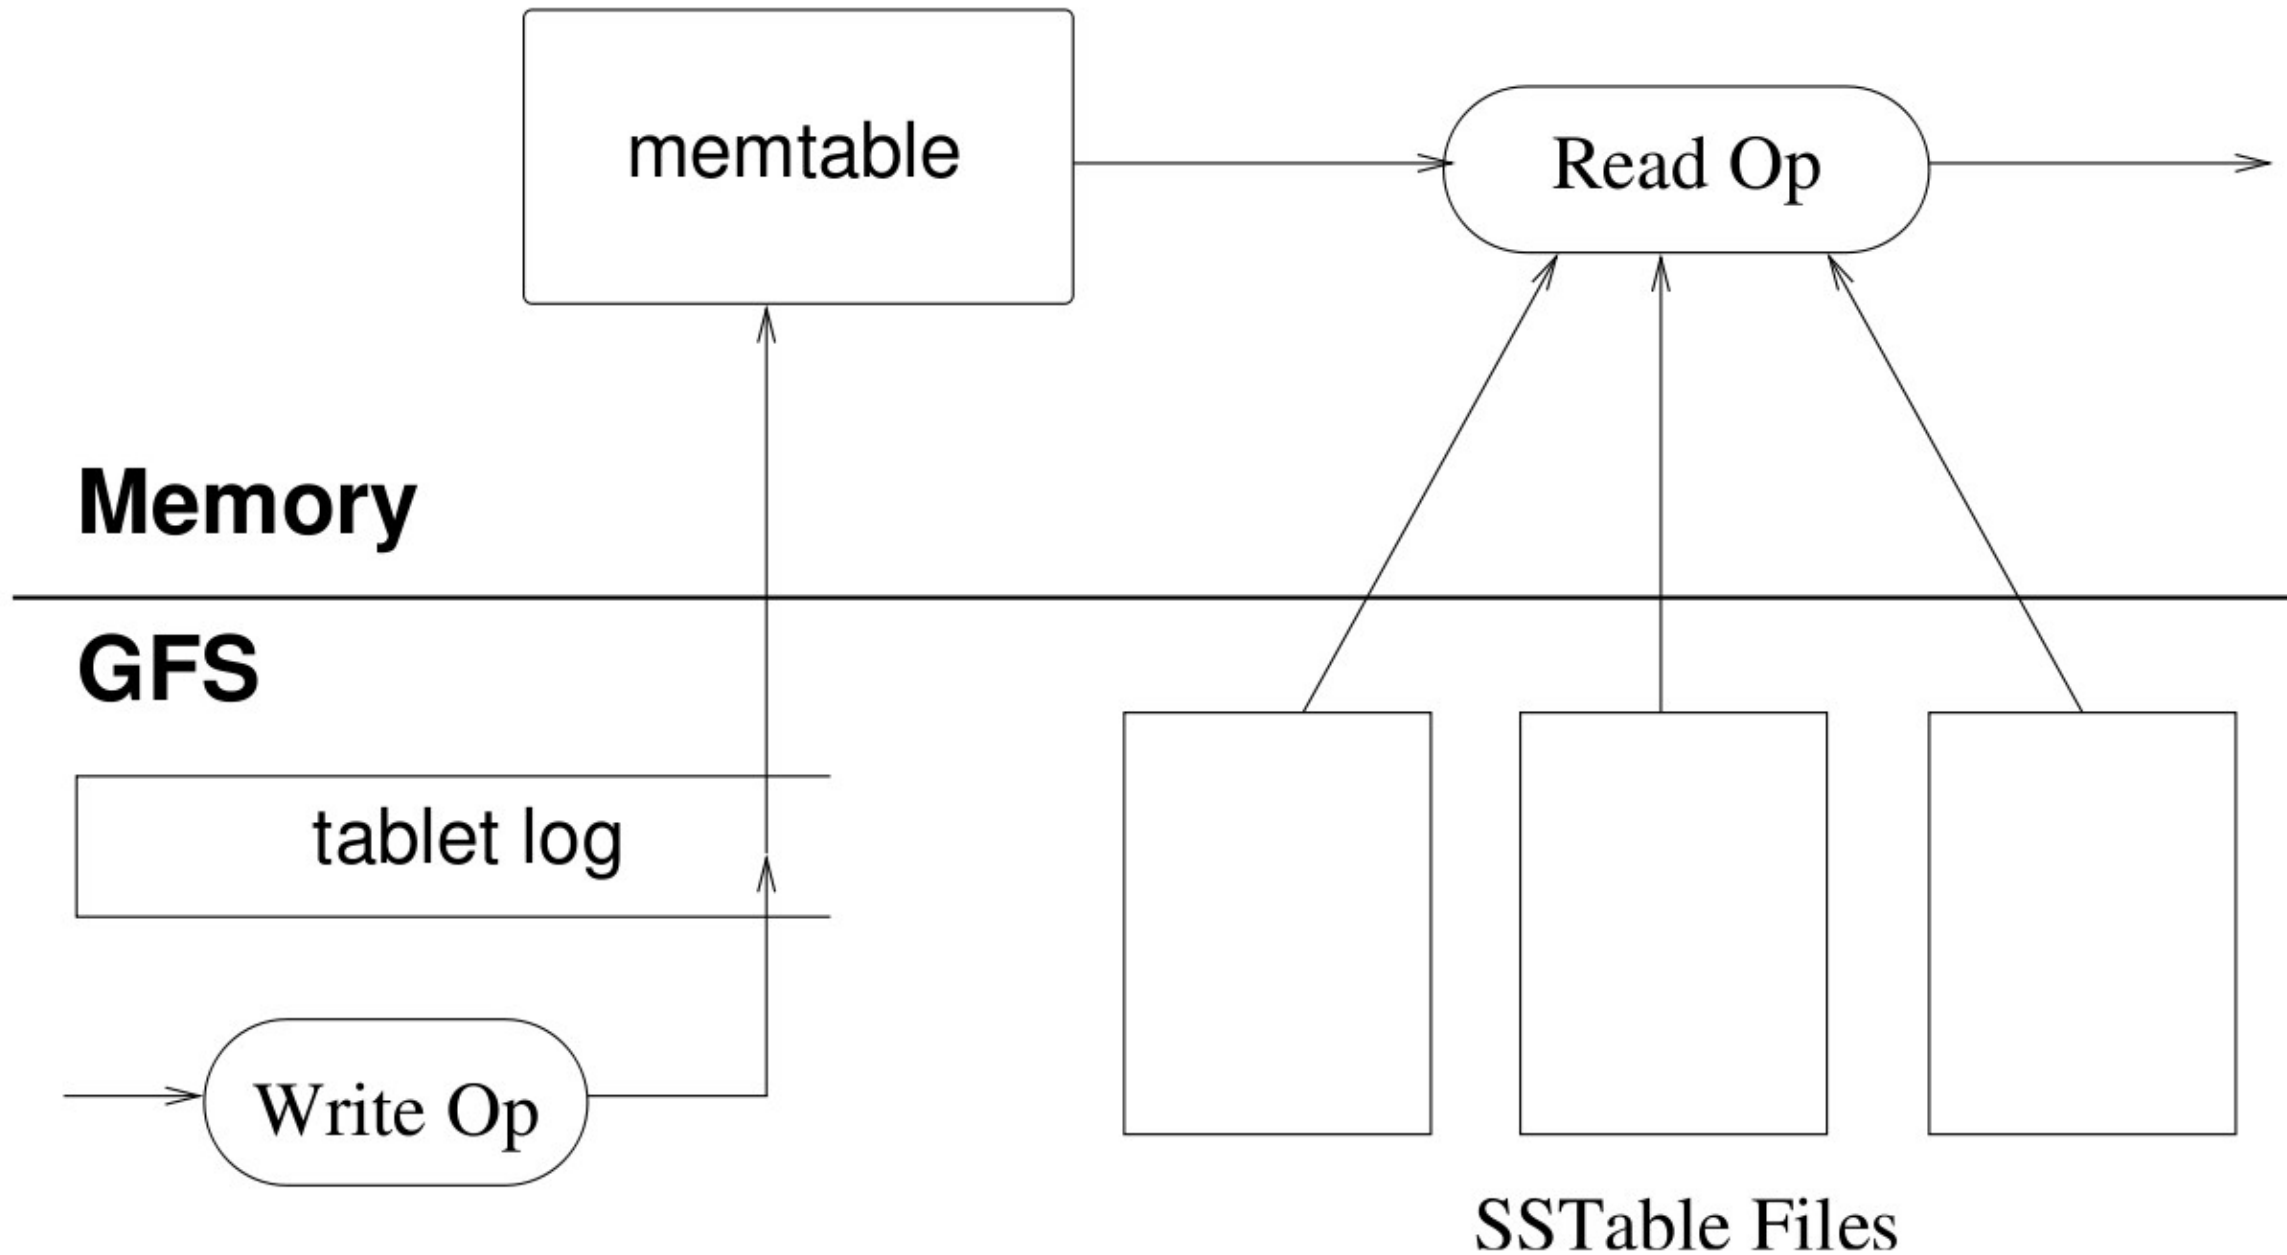 memtable
Read Op
Memory
GFS
tablet log
Write Op
SSTable Files